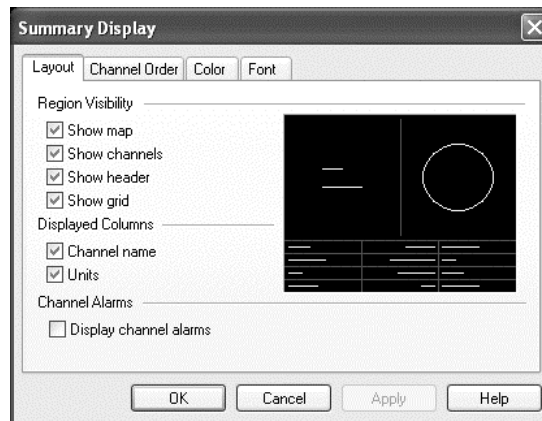 Summary Display
Layout Channel Order Color Font
Region Visibility
Show map
Show channels
Show header
Show grid
Displayed Columns
Channel name
Units
Channel Alarms
Display channel alarms
OK Cancel Apply Help